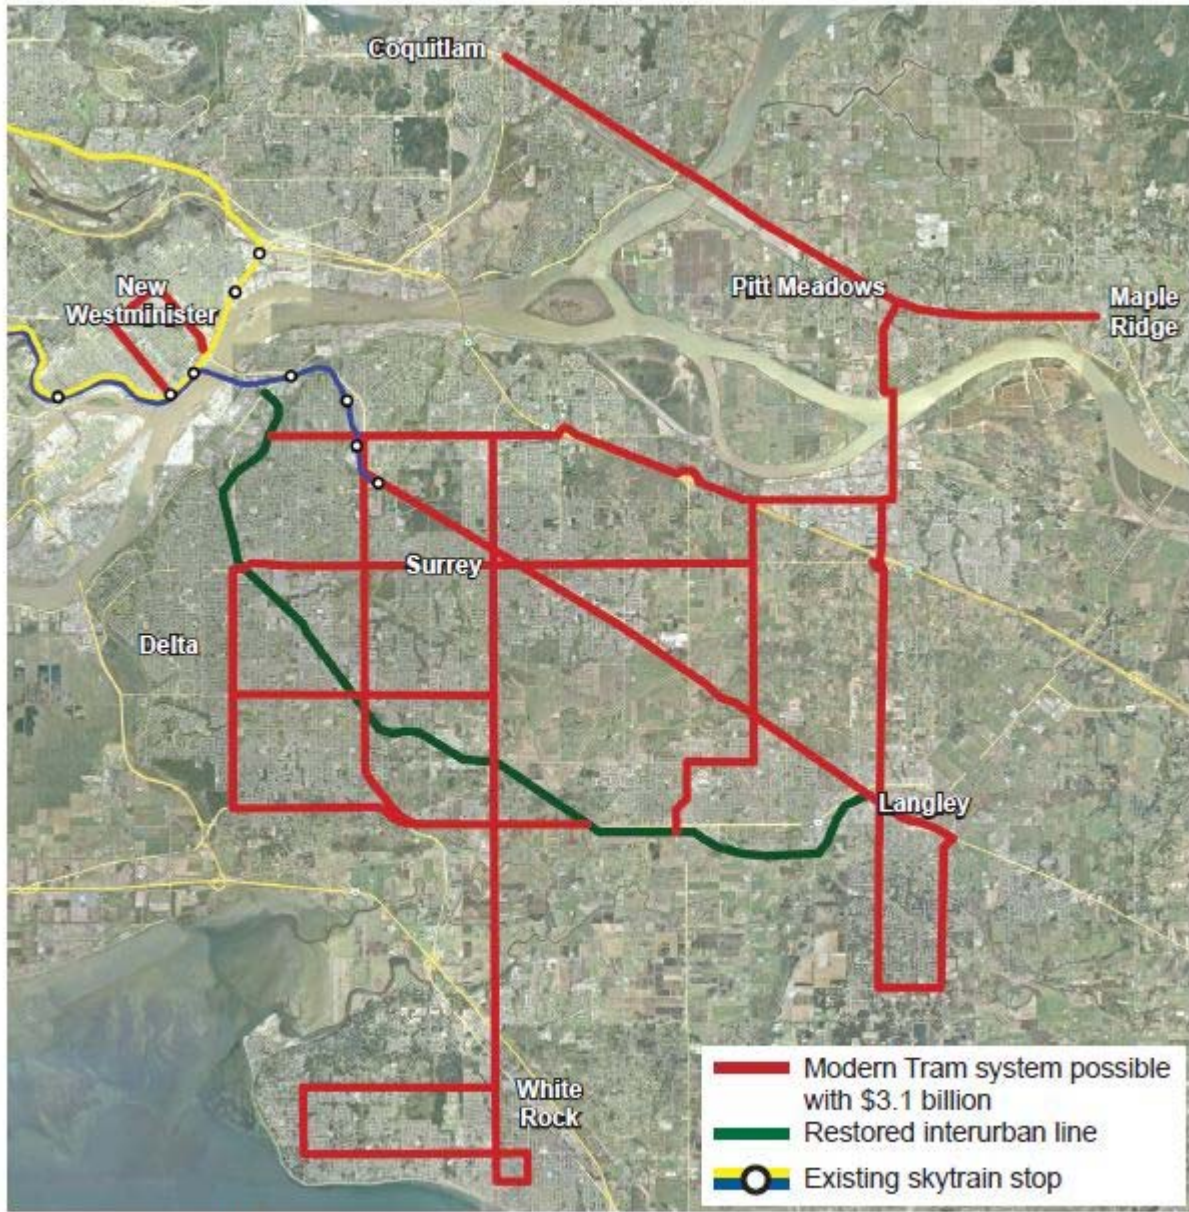 Coquitlam
New
Westminister
Pitt Meadows
Maple
Ridge
Surrey
Delta
Langley
White
Rock
Modern Tram system possible
with $3.1 billion
Restored interurban line
Existing skytrain stop